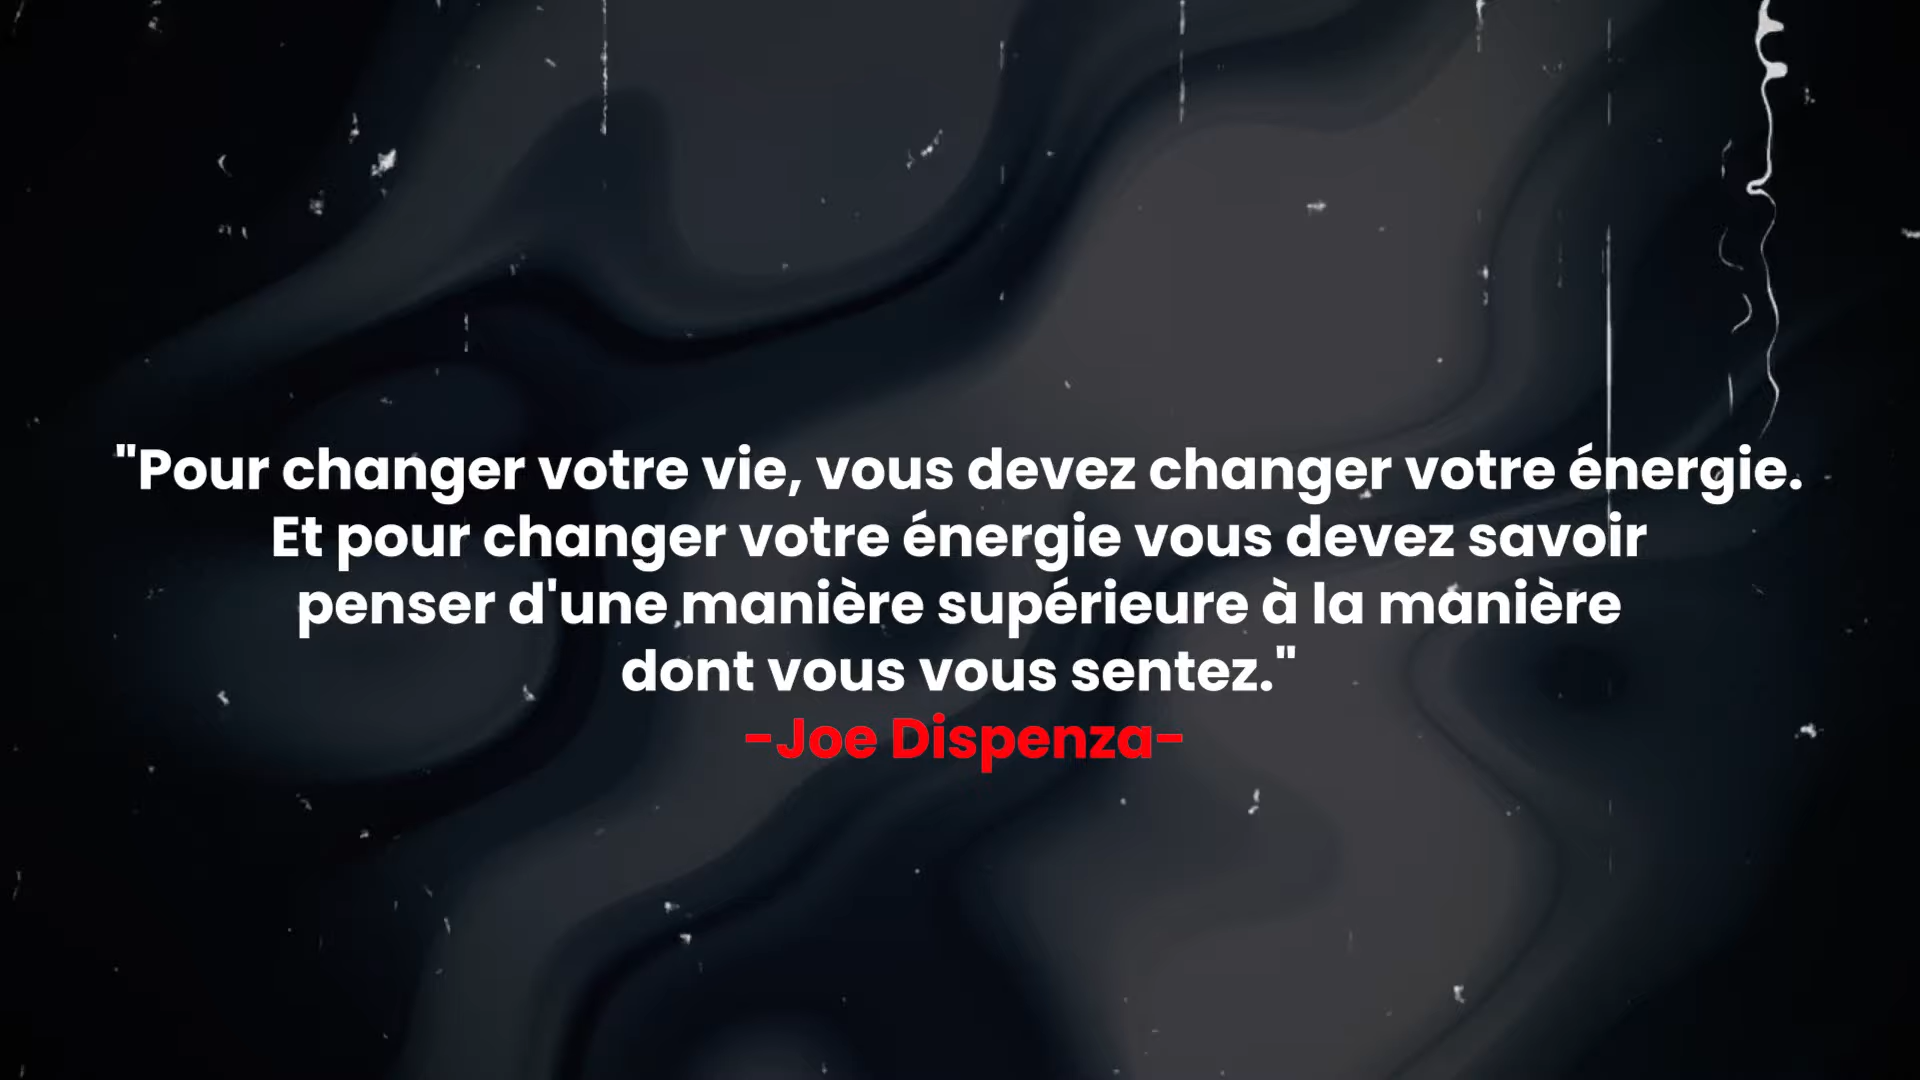 "Pour changer votre vie, vous devez changer votre énergie.
Et pour changer votre énergie vous devez savoir
penser d'une manière supérieure à la manière
dont vous vous sentez."
-Joe Dispenza-